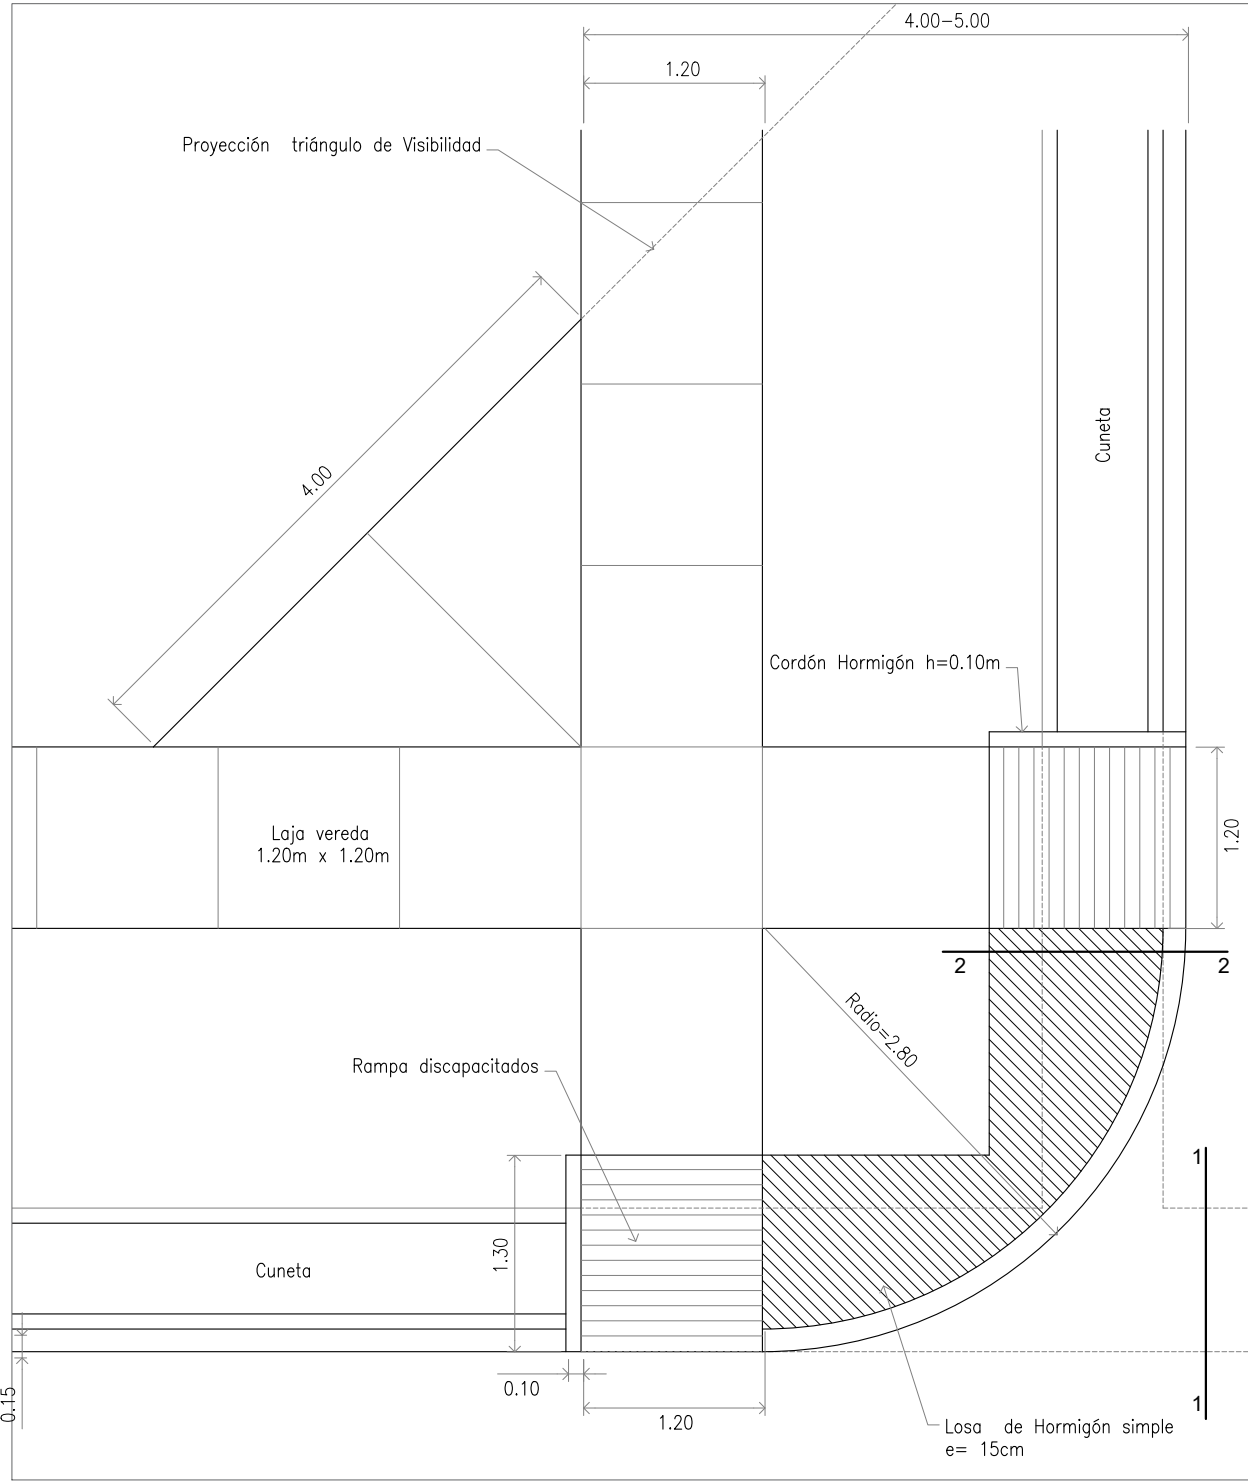 4.00-5.00
1.20
Proyección triángulo de Visibilidad
4.00
Cuneta
Cordón Hormigón h=0.10m
Laja vereda
1.20m x 1.20m
1.20
2
2
Radio=2.80
Rampa discapacitados
1
1.30
Cuneta
0.10
0.15
1.20
1
Losa de Hormigón simple
e= 15cm